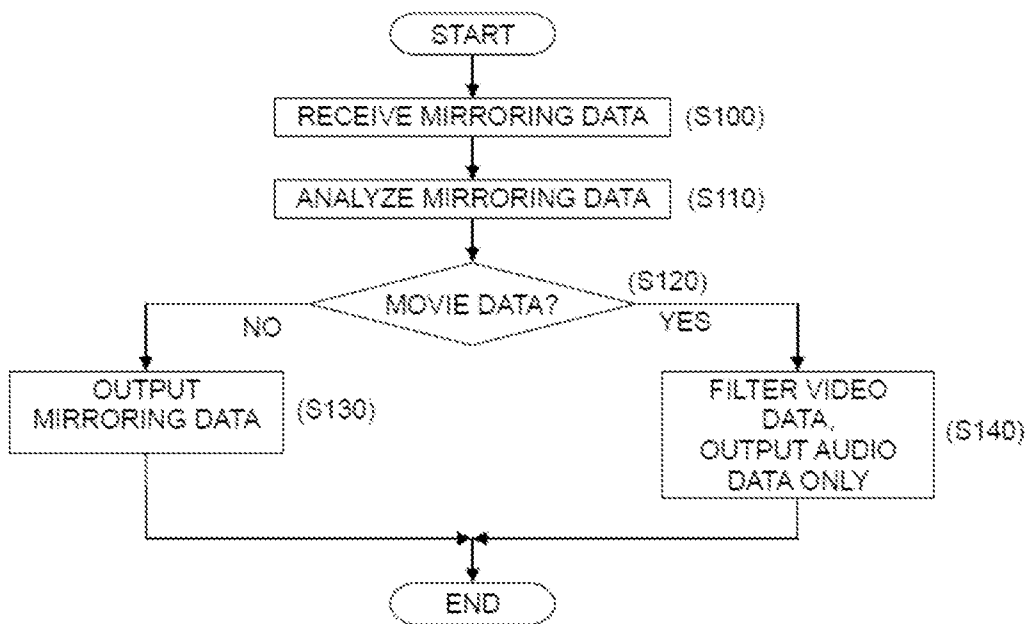 START
RECEIVE MIRRORING DATA (S100)
ANALYZE MIRRORING DATA (S110)
MOVIE DATA? (S120)
NO
YES
OUTPUT
MIRRORING DATA
(S130)
FILTER VIDEO
DATA,
OUTPUT AUDIO
DATA ONLY
(S140)
END